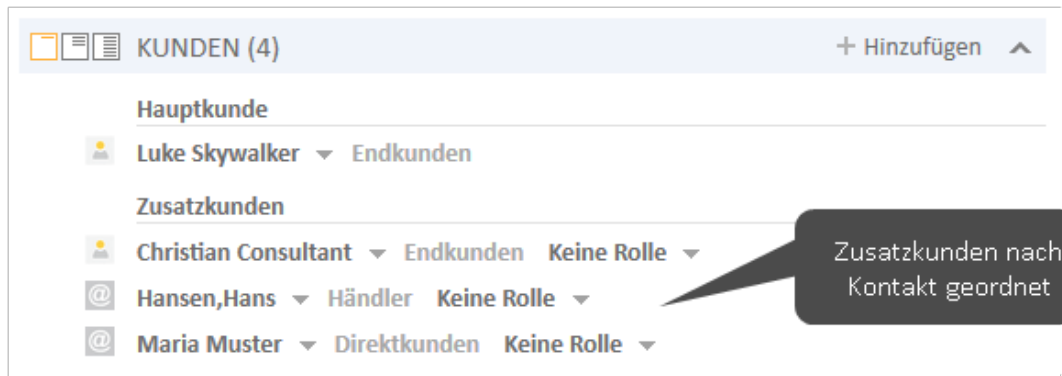 KUNDEN (4) + Hinzufügen
Hauptkunde
Luke Skywalker Endkunden
Zusatzkunden
Christian Consultant Endkunden Keine Rolle
@ Hansen,Hans Händler Keine Rolle
@ Maria Muster Direktkunden Keine Rolle
Zusatzkunden nach
Kontakt geordnet